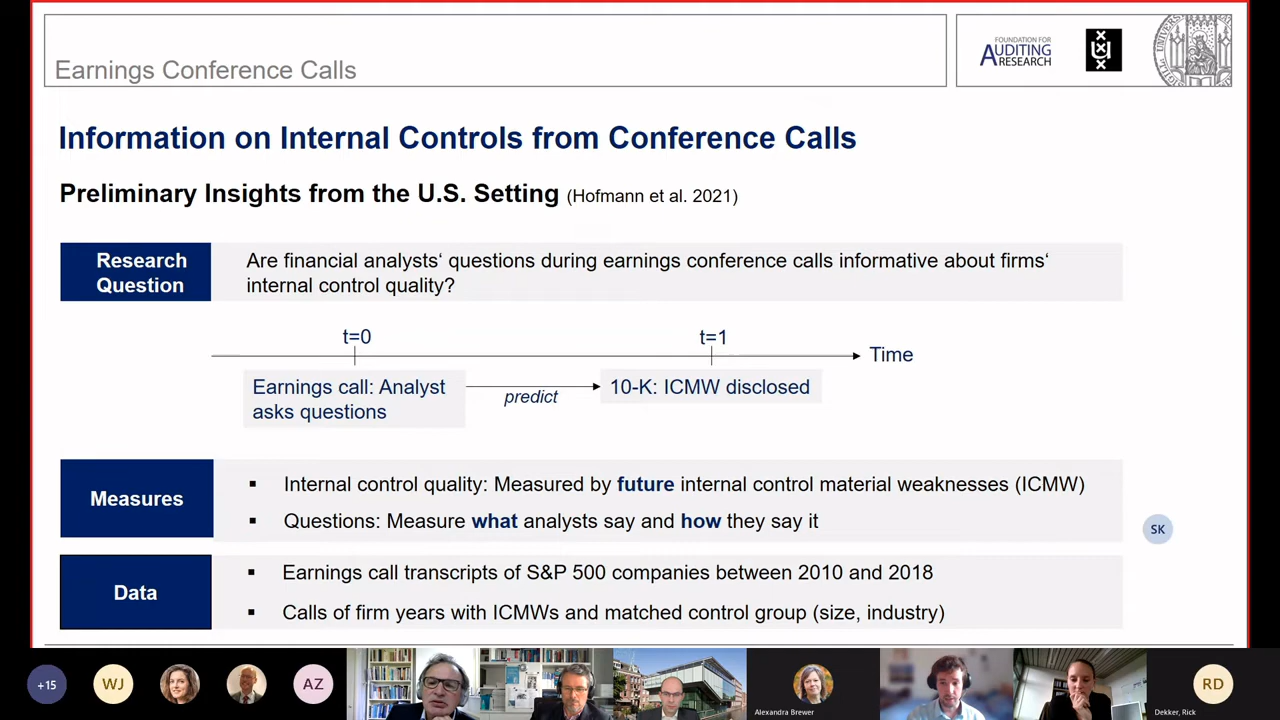 Earnings Conference Calls
FOUNDATION FOR
AUDITING
RESEARCH
Information on Internal Controls from Conference Calls
Preliminary Insights from the U.S. Setting (Hofmann et al. 2021)
Research
Question
Are financial analysts‘ questions during earnings conference calls informative about firms‘
internal control quality?
t=0
t=1
Time
Earnings call: Analyst
asks questions
predict
10-K: ICMW disclosed
Measures
▪ Internal control quality: Measured by future internal control material weaknesses (ICMW)
▪ Questions: Measure what analysts say and how they say it
SK
Data
▪ Earnings call transcripts of S&P 500 companies between 2010 and 2018
▪ Calls of firm years with ICMWs and matched control group (size, industry)
+15
WJ
AZ
Alexandra Brewer
RD
Dekker, Rick